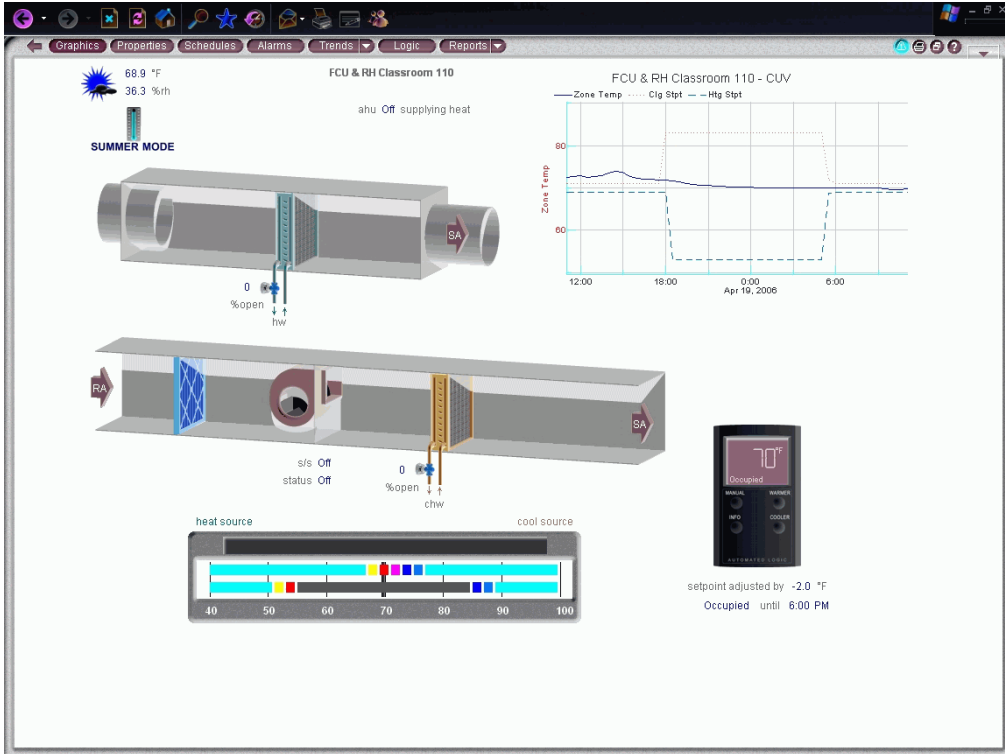 Graphics Properties Schedules Alarms Trends Logic Reports
68.9 °F
36.3 %rh
SUMMER MODE
FCU & RH Classroom 110
ahu Off supplying heat
FCU & RH Classroom 110 - CUV
Zone Temp Clg Stpt Htg Stpt
Zone Temp
80
60
12:00 18:00 0:00 6:00
Apr 19, 2006
SA
0
%open
hw
RA
SA
s/s Off
status Off
0
%open
chw
heat source cool source
40 50 60 70 80 90 100
70°F
Occupied
MANUAL WARMER
INFO COOLER
AUTOMATED LOGIC
setpoint adjusted by -2.0 °F
Occupied until 6:00 PM